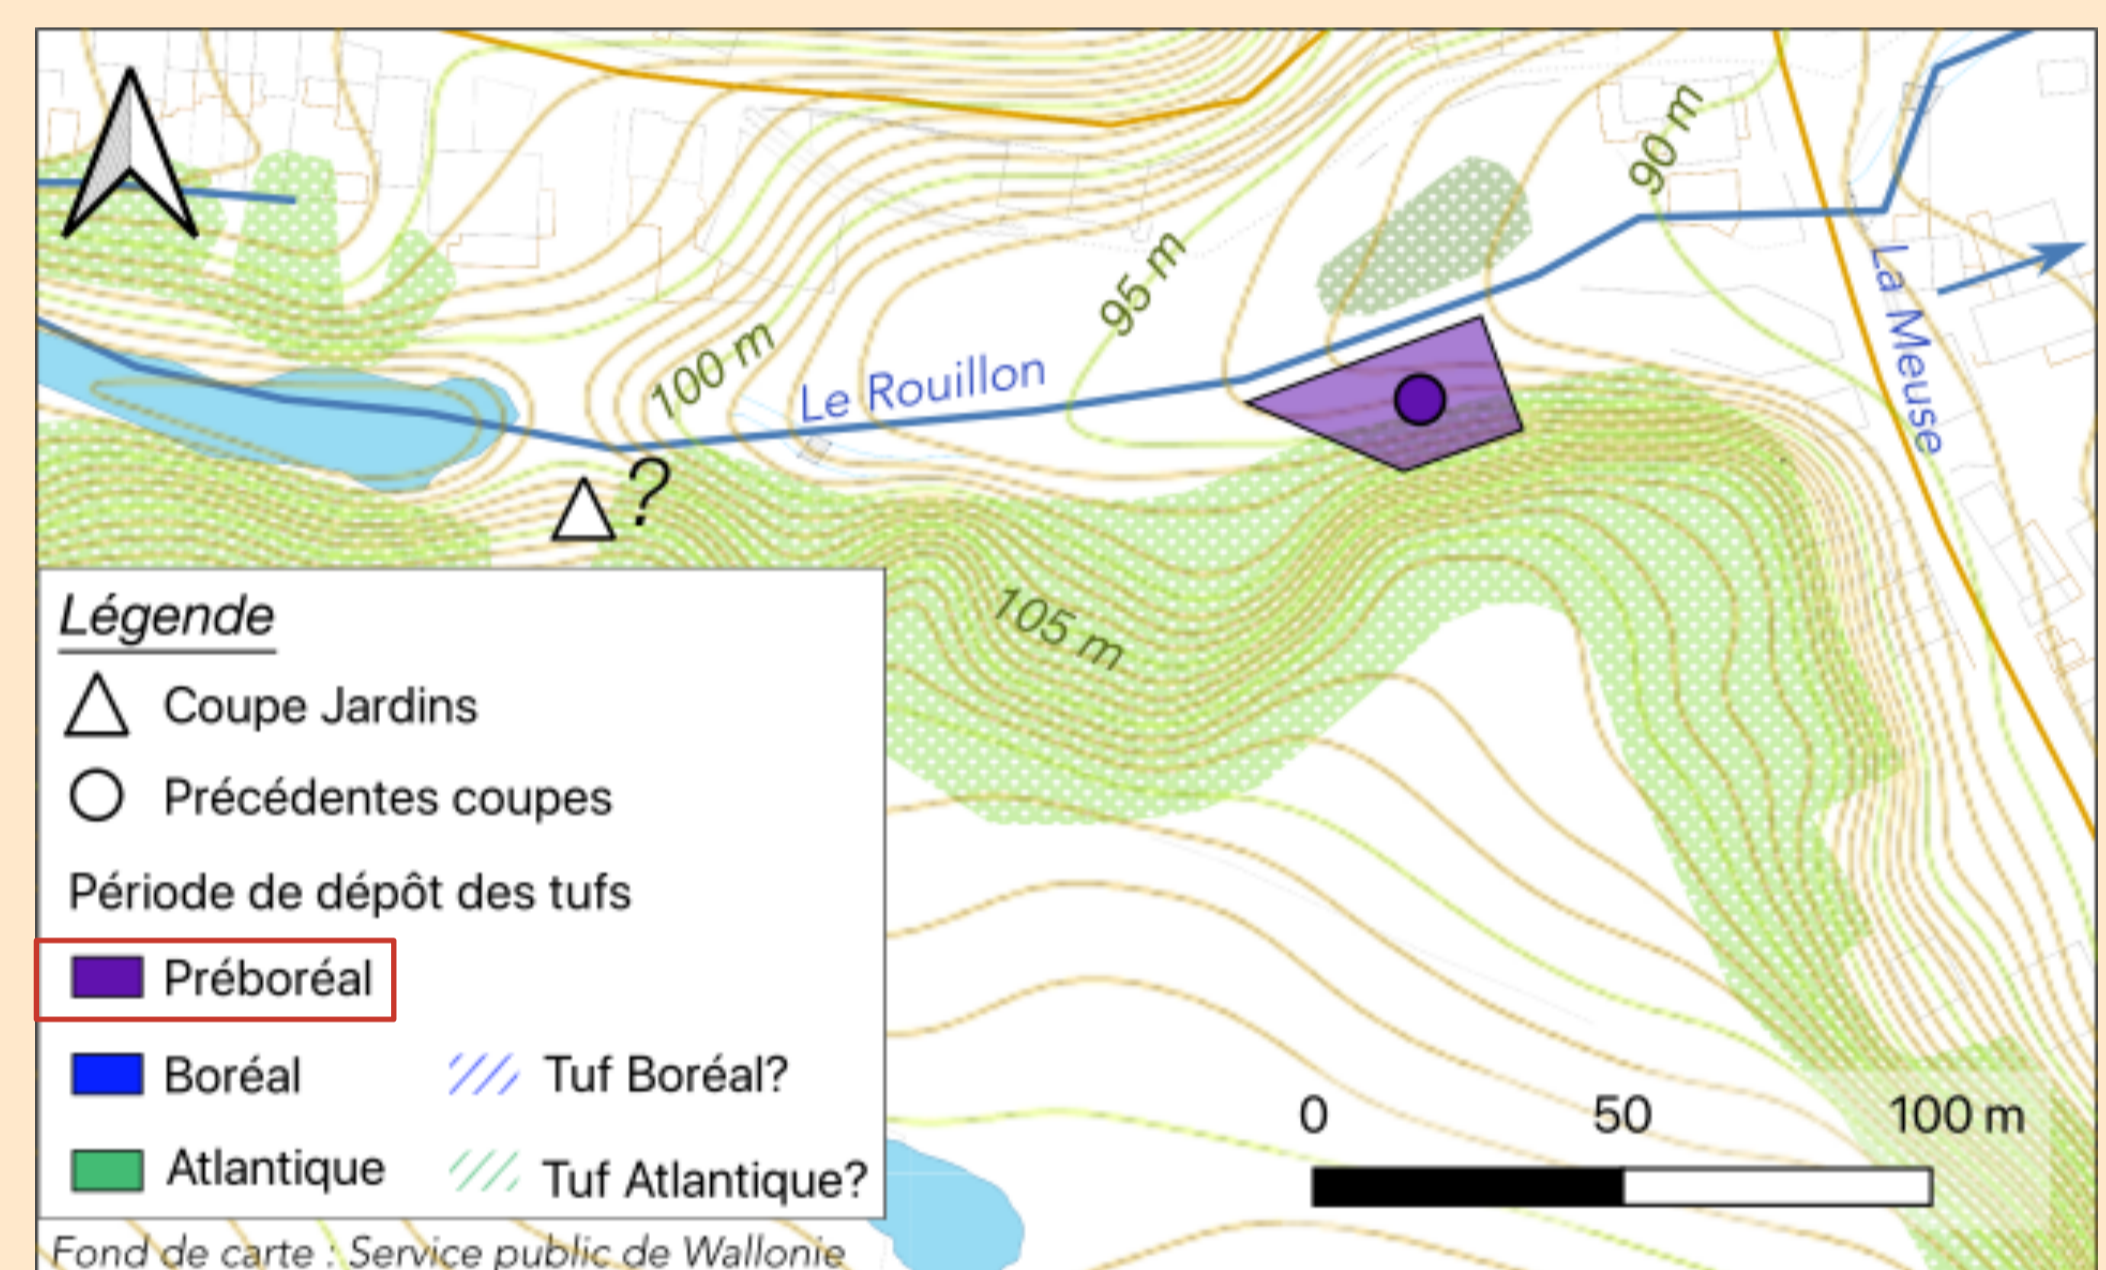 90 m
95 m
100 m
Le Rouillon
La Meuse
?
105 m
Légende
Coupe Jardins
Précédentes coupes
Période de dépôt des tufs
Préboréal
Boréal
Tuf Boréal?
Atlantique
Tuf Atlantique?
0 50 100 m
Fond de carte : Service public de Wallonie